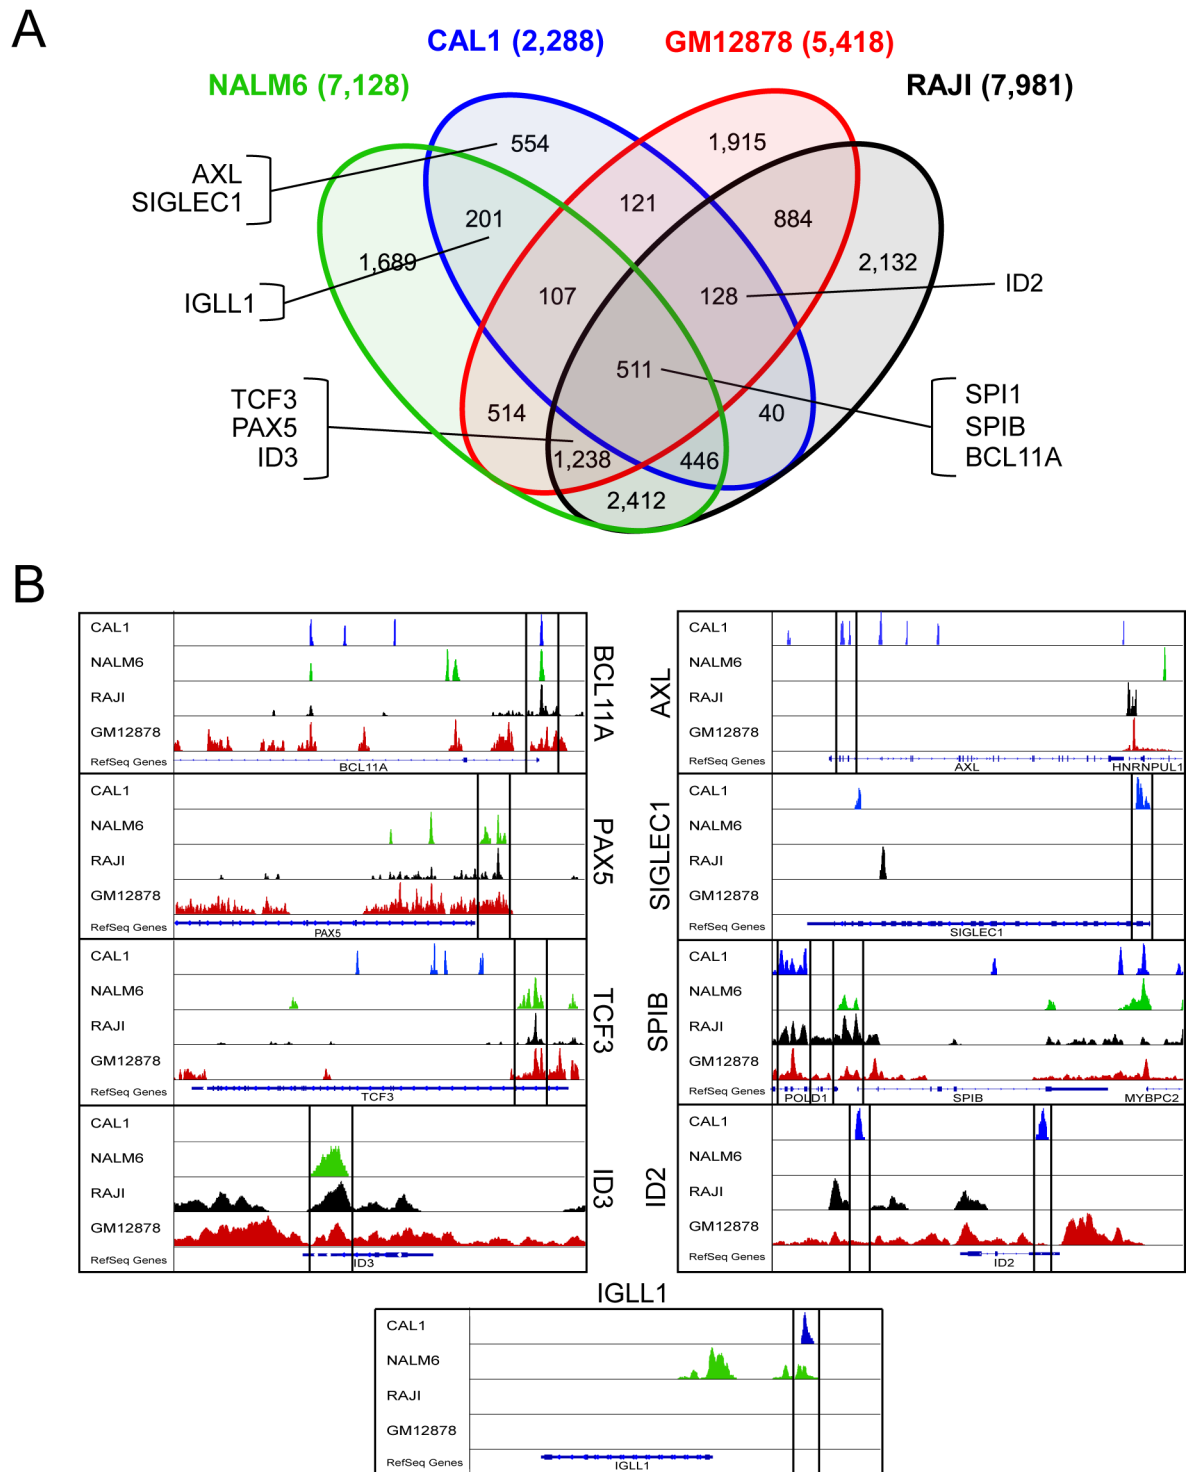 A
CAL1 (2,288)
GM12878 (5,418)
NALM6 (7,128)
RAJI (7,981)
554
1,915
AXL
SIGLEC1
201
121
884
1,689
2,132
IGLL1
107
128
ID2
511
TCF3
PAX5
ID3
514
40
SPI1
SPIB
BCL11A
1,238
446
2,412
B
CAL1
NALM6
RAJI
GM12878
RefSeq Genes
BCL11A
BCL11A
CAL1
NALM6
RAJI
GM12878
RefSeq Genes
PAX5
PAX5
CAL1
NALM6
RAJI
GM12878
RefSeq Genes
TCF3
TCF3
CAL1
NALM6
RAJI
GM12878
RefSeq Genes
ID3
ID3
AXL
CAL1
NALM6
RAJI
GM12878
RefSeq Genes
AXL
HNRNPUL1
SIGLEC1
CAL1
NALM6
RAJI
GM12878
RefSeq Genes
SIGLEC1
SPIB
CAL1
NALM6
RAJI
GM12878
RefSeq Genes
POLD1
SPIB
MYBPC2
ID2
CAL1
NALM6
RAJI
GM12878
RefSeq Genes
ID2
IGLL1
CAL1
NALM6
RAJI
GM12878
RefSeq Genes
IGLL1